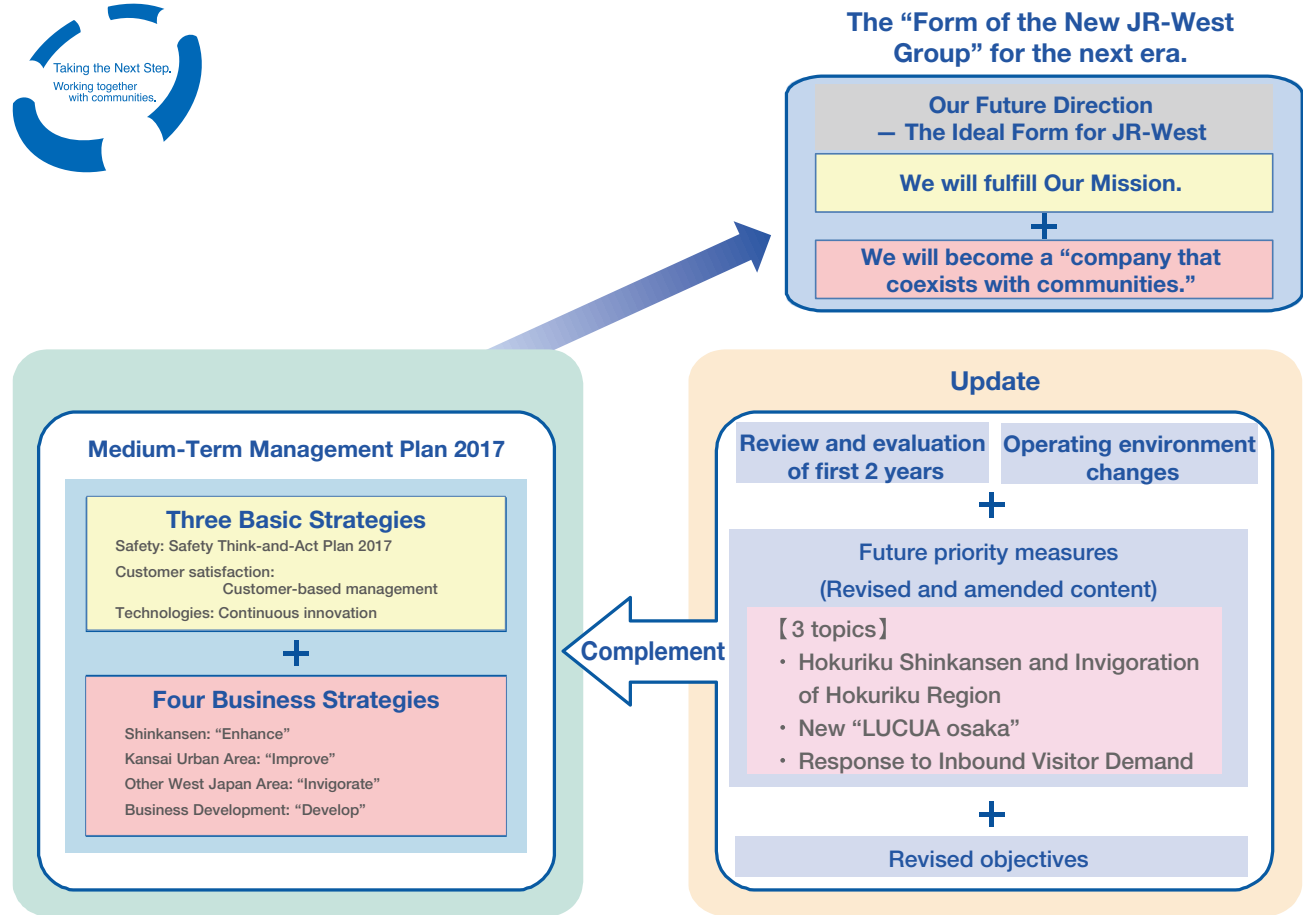 Taking the Next Step.
Working together
with communities.
The “Form of the New JR-West
Group” for the next era.
Our Future Direction
— The Ideal Form for JR-West
We will fulfill Our Mission.
+
We will become a “company that
coexists with communities.”
Medium-Term Management Plan 2017
Three Basic Strategies
Safety: Safety Think-and-Act Plan 2017
Customer satisfaction:
Customer-based management
Technologies: Continuous innovation
+
Four Business Strategies
Shinkansen: “Enhance”
Kansai Urban Area: “Improve”
Other West Japan Area: “Invigorate”
Business Development: “Develop”
Complement
Update
Review and evaluation
of first 2 years
Operating environment
changes
+
Future priority measures
(Revised and amended content)
【3 topics】
・ Hokuriku Shinkansen and Invigoration
of Hokuriku Region
・ New “LUCUA osaka”
・ Response to Inbound Visitor Demand
+
Revised objectives